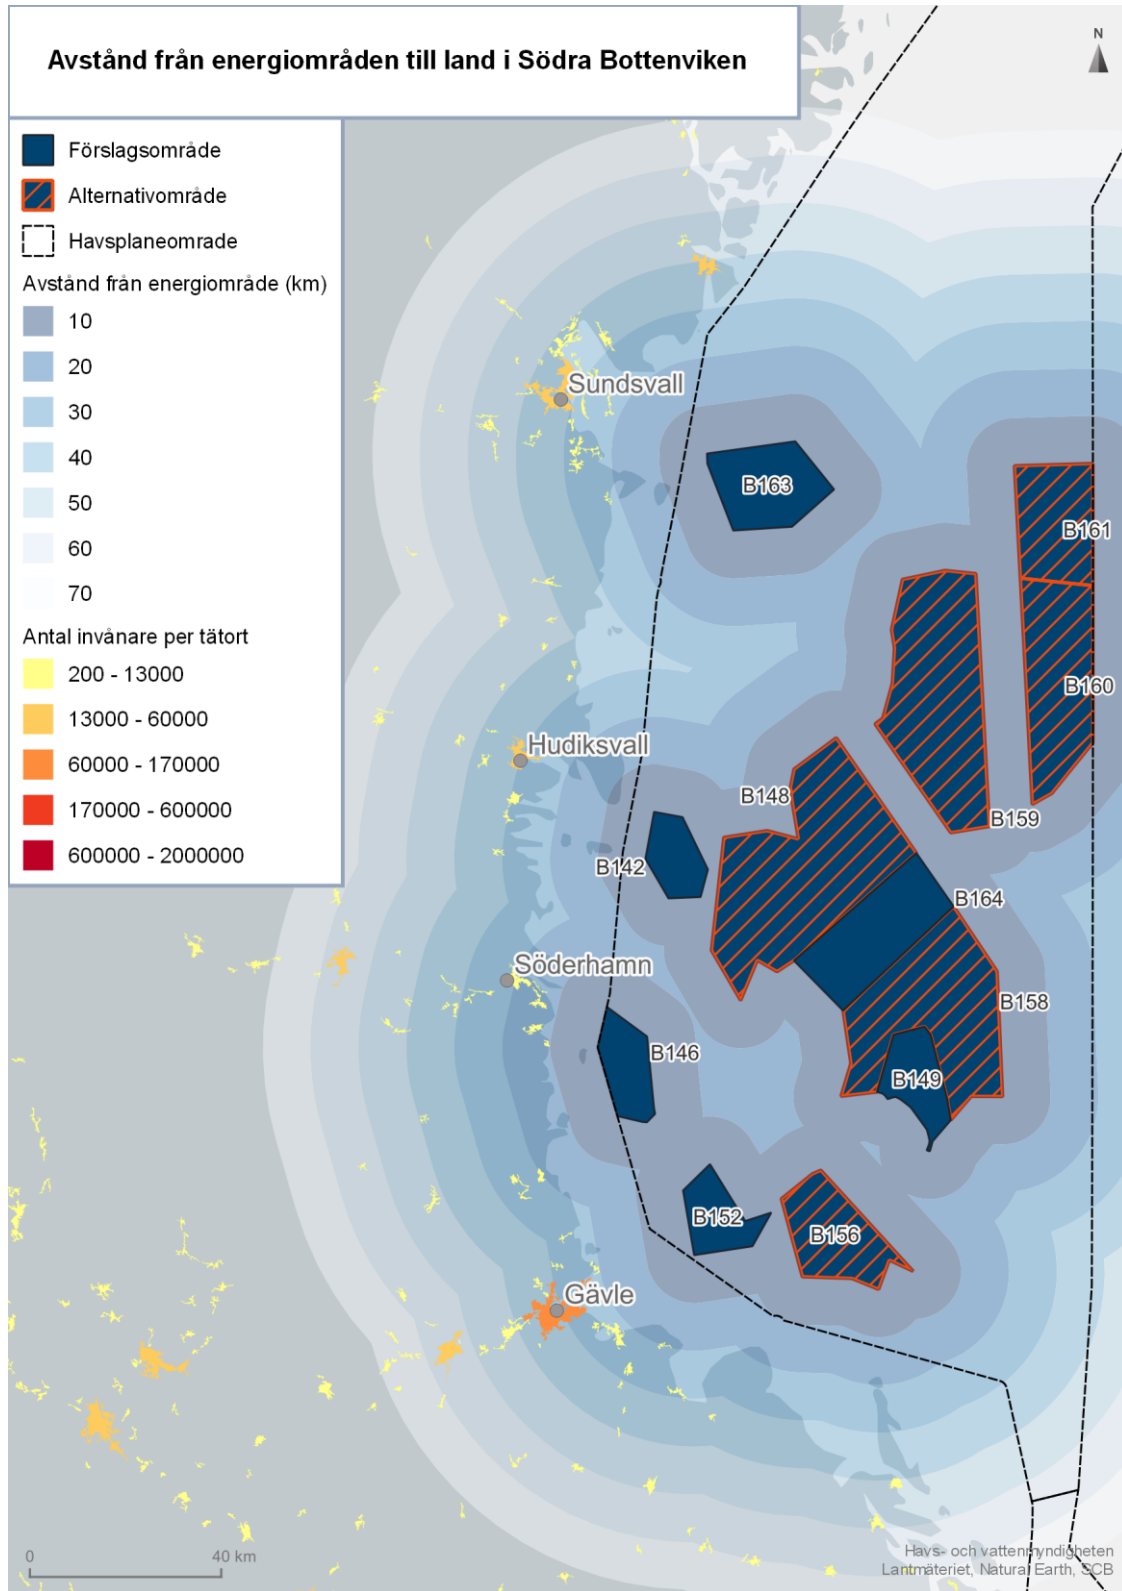 Avstånd från energiområden till land i Södra Bottenviken
N
Förslagsområde
Alternativområde
Havsplaneomrade
Avstånd från energiområde (km)
10
20
30
40
50
60
70
Antal invånare per tätort
200 - 13000
13000 - 60000
60000 - 170000
170000 - 600000
600000 - 2000000
Sundsvall
B163
B161
B160
Hudiksvall
B148
B159
B142
B164
Söderhamn
B158
B146
B149
B152
B156
Gävle
0 40 km
Havs- och vattenmyndigheten
Lantmäteriet, Natural Earth, SCB